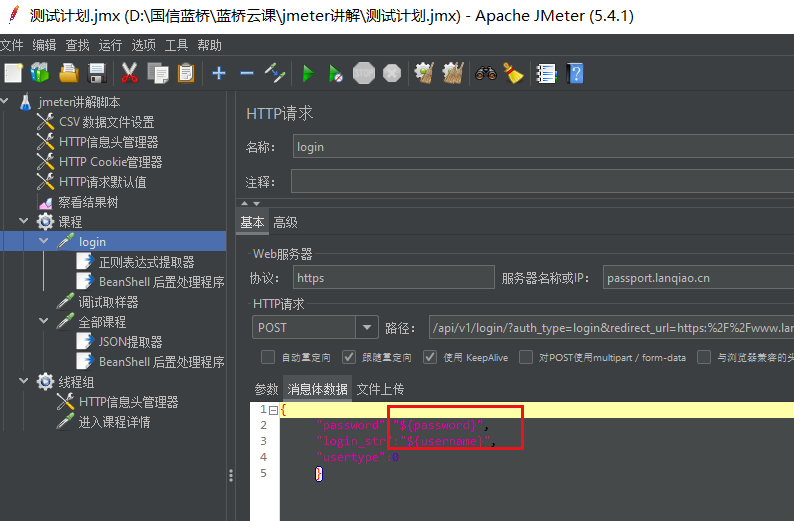 测试计划.jmx (D:\国信蓝桥\蓝桥云课\jmeter讲解\测试计划.jmx) - Apache JMeter (5.4.1)
文件 编辑 查找 运行 选项 工具 帮助
STOP
jmeter讲解脚本
CSV 数据文件设置
HTTP信息头管理器
HTTP Cookie管理器
HTTP请求默认值
察看结果树
课程
login
正则表达式提取器
BeanShell 后置处理程序
调试取样器
全部课程
JSON提取器
BeanShell 后置处理程序
线程组
HTTP信息头管理器
进入课程详情
HTTP请求
名称: login
注释:
基本 高级
Web服务器
协议: https 服务器名称或IP: passport.lanqiao.cn
HTTP请求
POST 路径: /api/v1/login/?auth_type=login&redirect_url=https:%2F%2Fwww.lan
自动重定向 跟随重定向 使用 KeepAlive 对POST使用multipart / form-data 与浏览器兼容的头
参数 消息体数据 文件上传
1 {
2 "password":"${password}",
3 "login_str":"${username}",
4 "usertype":0
5 }